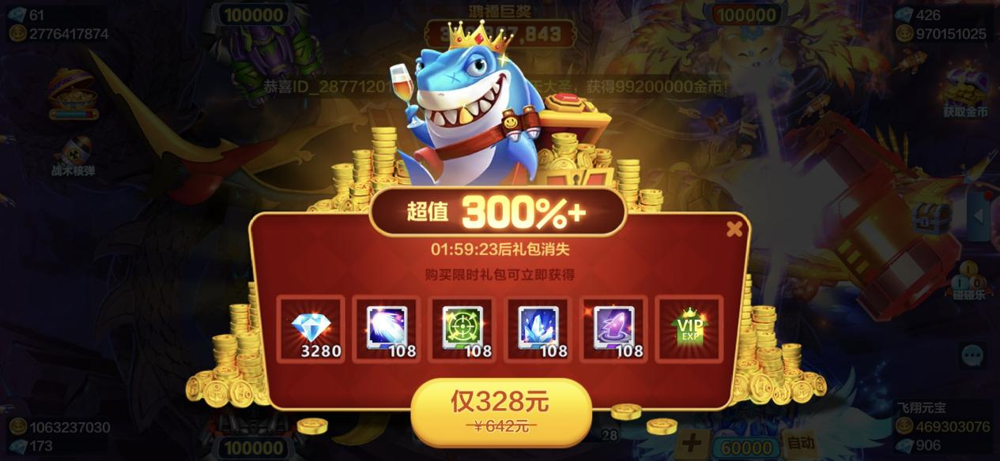 61
100000
鸿福巨奖
100000
426
2776417874
7,843
970151025
恭喜ID_2877120
天大圣，获得99200000金币！
获取金币
战术核弹
超值 300%+
01:59:23后礼包消失
购买限时礼包可立即获得
碰碰乐
3280
108
108
108
108
VIP
EXP
仅328元
¥642元
飞翔元宝
1063237030
469303076
173
100000
28
+
60000
自动
906